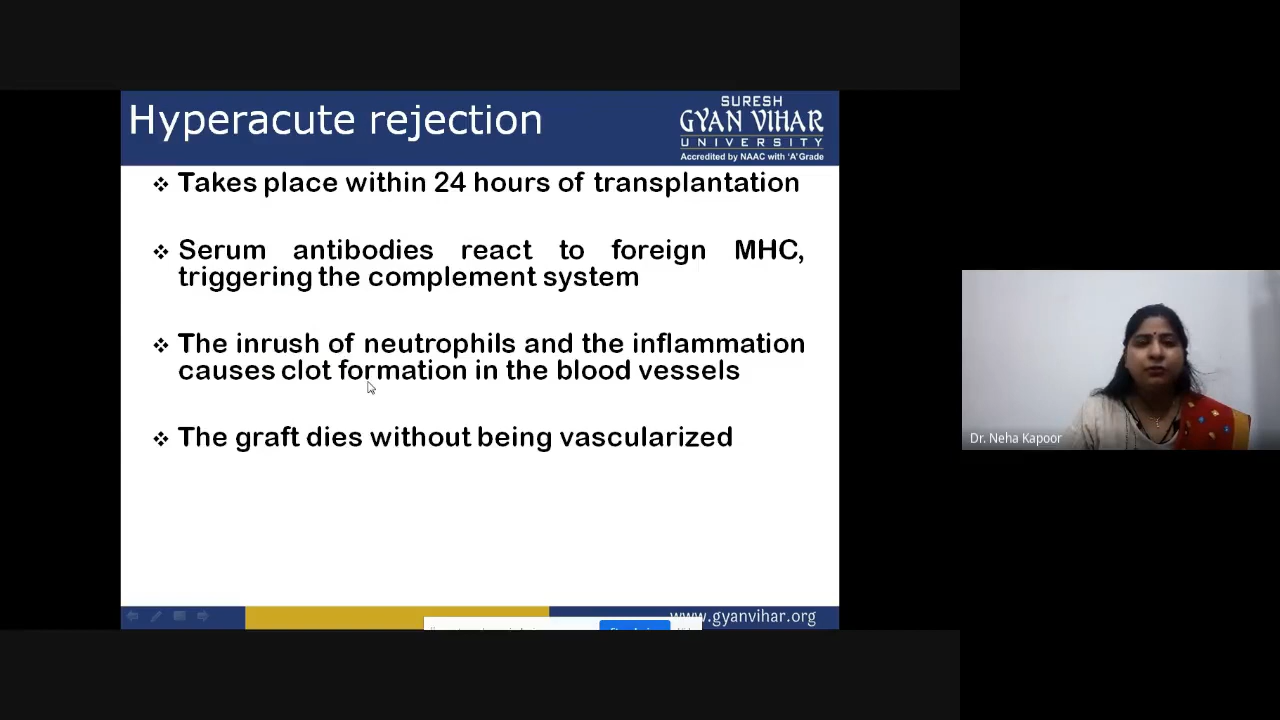 Hyperacute rejection
SURESH
GYAN VIHAR
UNIVERSITY
Accredited by NAAC with 'A' Grade
❖ Takes place within 24 hours of transplantation
❖ Serum antibodies react to foreign MHC,
triggering the complement system
❖ The inrush of neutrophils and the inflammation
causes clot formation in the blood vessels
❖ The graft dies without being vascularized
www.gyanvihar.org
Dr. Neha Kapoor